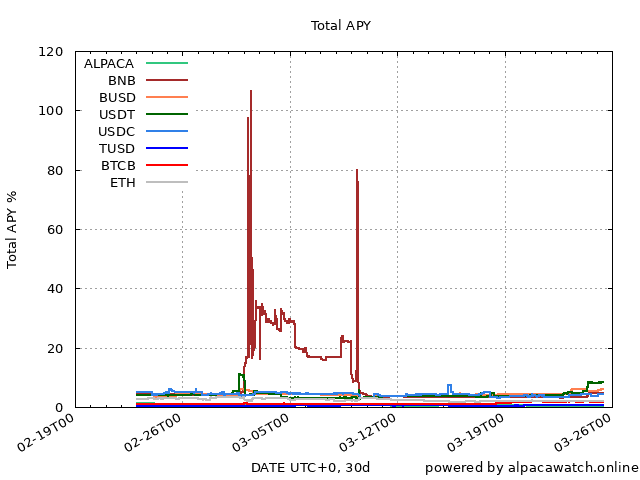 Total APY
120
100
80
60
40
20
0
Total APY %
ALPACA
BNB
BUSD
USDT
USDC
TUSD
BTCB
ETH
02-19T00
02-26T00
03-05T00
03-12T00
03-19T00
03-26T00
DATE UTC+0, 30d
powered by alpacawatch.online